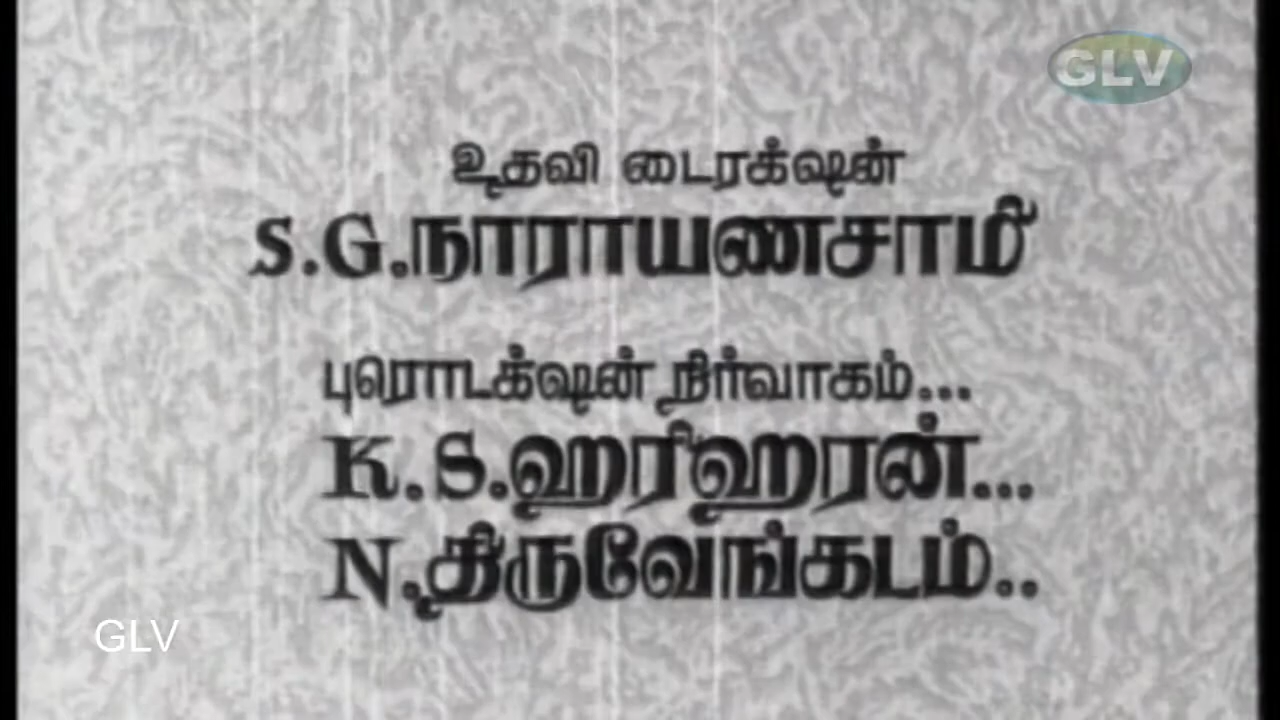 GLV
உதவி டைரக்ஷன்
S.G.நாராயணசாமி
புரொடக்ஷன் நிர்வாகம்...
K.S.ஹரிஹரன்...
N.திருவேங்கடம்..
GLV